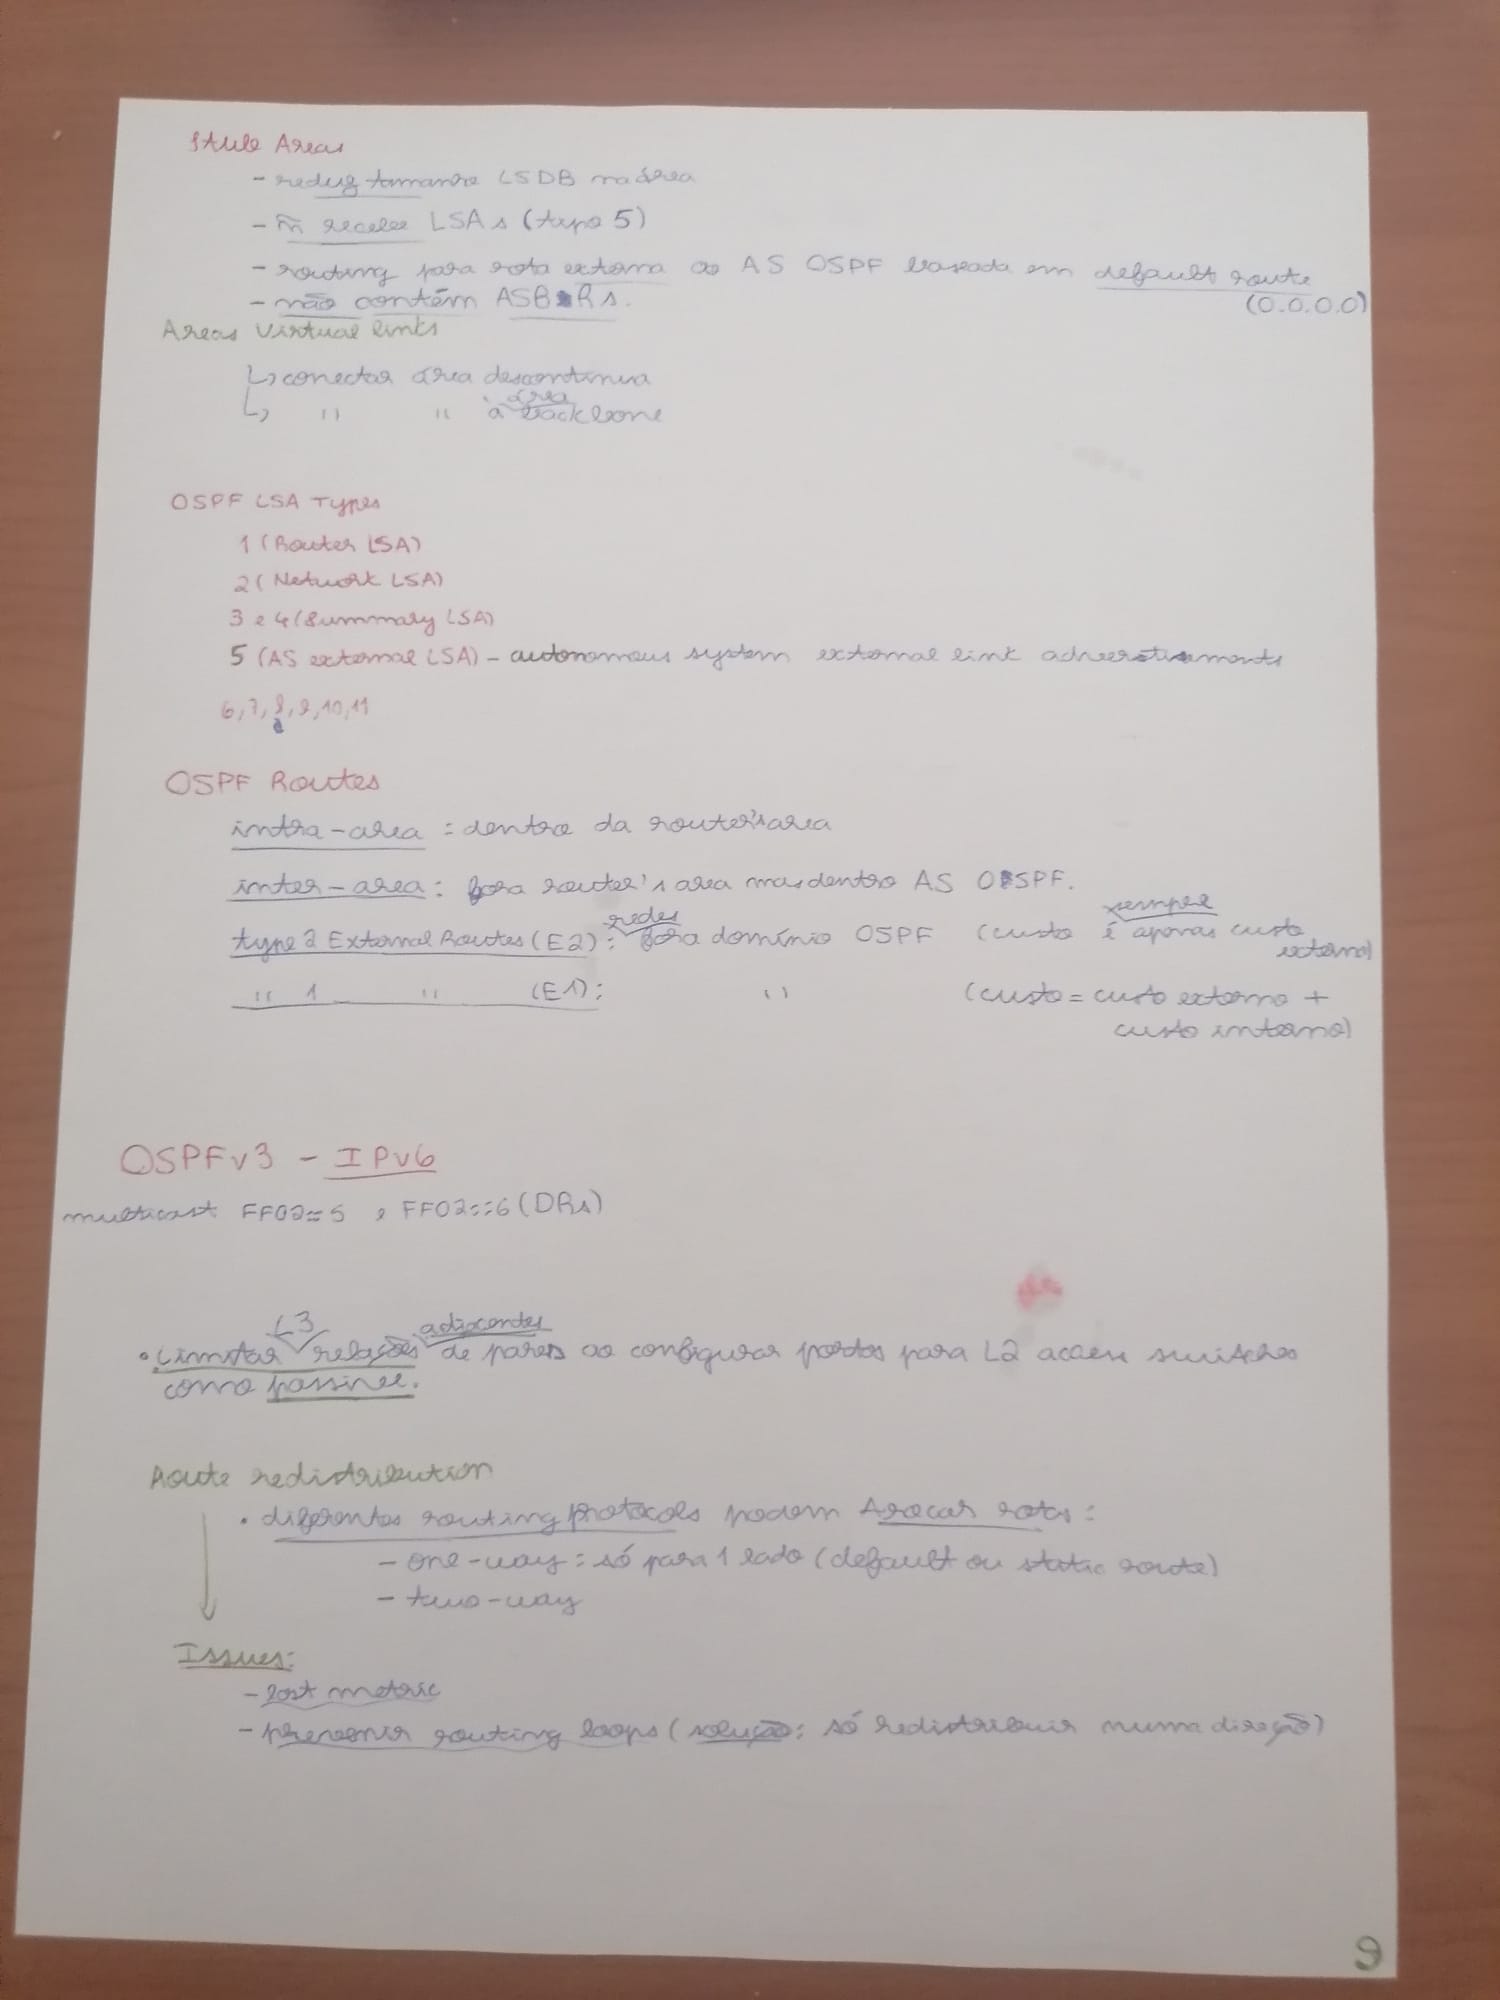 Stub Areas
- reduz tamanho LSDB na área
- ñ recebe LSAs (tipo 5)
- routing para rota externa ao AS OSPF baseada em default route
(0.0.0.0)
- não contém ASBRs.
Areas Virtual links
↳ conectar área descontínua
↳ " " à área backbone
OSPF LSA Types
1 (Router LSA)
2 (Network LSA)
3 e 4 (Summary LSA)
5 (AS external LSA) - autonomous system external link adveertisements
6,7,8,9,10,11
OSPF Routes
intra-area : dentro da router's area
inter-area : fora router's area mas dentro AS OSPF.
type 2 External Routes (E2) : redes fora domínio OSPF (custo é sempre apenas custo
externo)
" 1 " (E1) : " (custo = custo externo +
custo interno)
OSPFv3 - IPv6
multicast FF02::5 e FF02::6 (DRs)
• Limitar L3 relações adjacentes de pares ao configurar portas para L2 access switches
como passive.
Route redistribution
• diferentes routing protocols podem trocar rotas :
- one-way : só para 1 lado (default ou static route)
- two-way
Issues:
- lost metric
- prevenir routing loops (solução: só redistribuir numa direção)
9